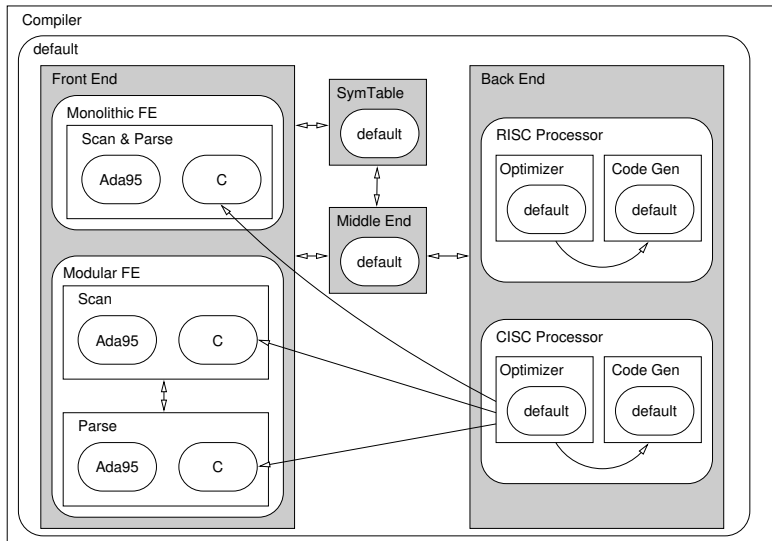 Compiler
default
Front End
Monolithic FE
Scan & Parse
Ada95
C
Modular FE
Scan
Ada95
C
Parse
Ada95
C
SymTable
default
Middle End
default
Back End
RISC Processor
Optimizer
default
Code Gen
default
CISC Processor
Optimizer
default
Code Gen
default